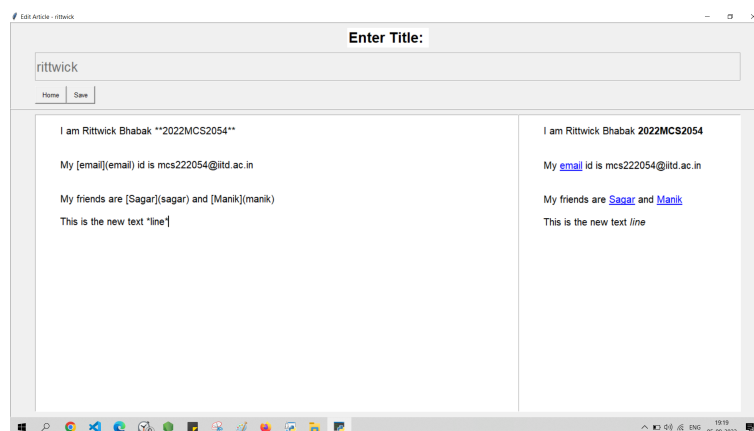 Edit Article - rittwick
Enter Title:
rittwick
Home Save
I am Rittwick Bhabak **2022MCS2054**
My [email](email) id is mcs222054@iitd.ac.in
My friends are [Sagar](sagar) and [Manik](manik)
This is the new text *line*
I am Rittwick Bhabak 2022MCS2054
My email id is mcs222054@iitd.ac.in
My friends are Sagar and Manik
This is the new text line
19:19
ENG